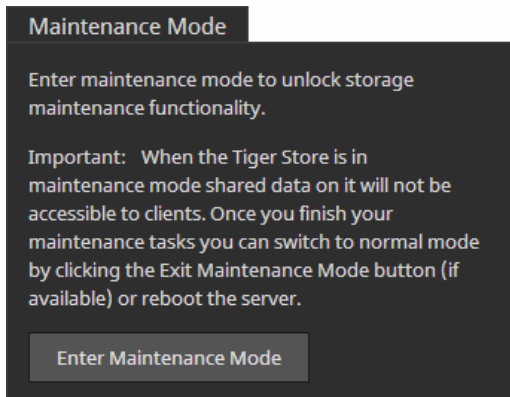 Maintenance Mode
Enter maintenance mode to unlock storage
maintenance functionality.
Important:   When the Tiger Store is in
maintenance mode shared data on it will not be
accessible to clients. Once you finish your
maintenance tasks you can switch to normal mode
by clicking the Exit Maintenance Mode button (if
available) or reboot the server.
Enter Maintenance Mode